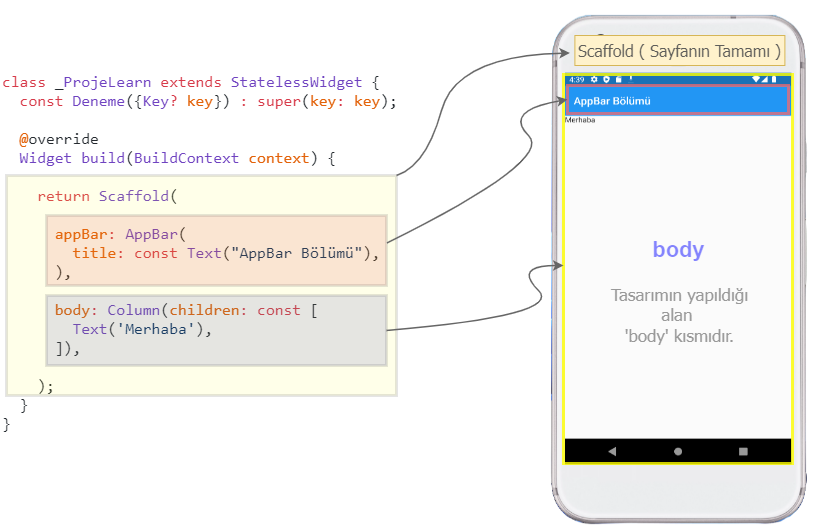 class _ProjeLearn extends StatelessWidget {
const Deneme({Key? key}) : super(key: key);
@override
Widget build(BuildContext context) {
return Scaffold(
appBar: AppBar(
title: const Text("AppBar Bölümü"),
),
body: Column(children: const [
Text('Merhaba'),
]),
);
}
}
Scaffold ( Sayfanın Tamamı )
4:39
AppBar Bölümü
Merhaba
body
Tasarımın yapıldığı
alan
'body' kısmıdır.